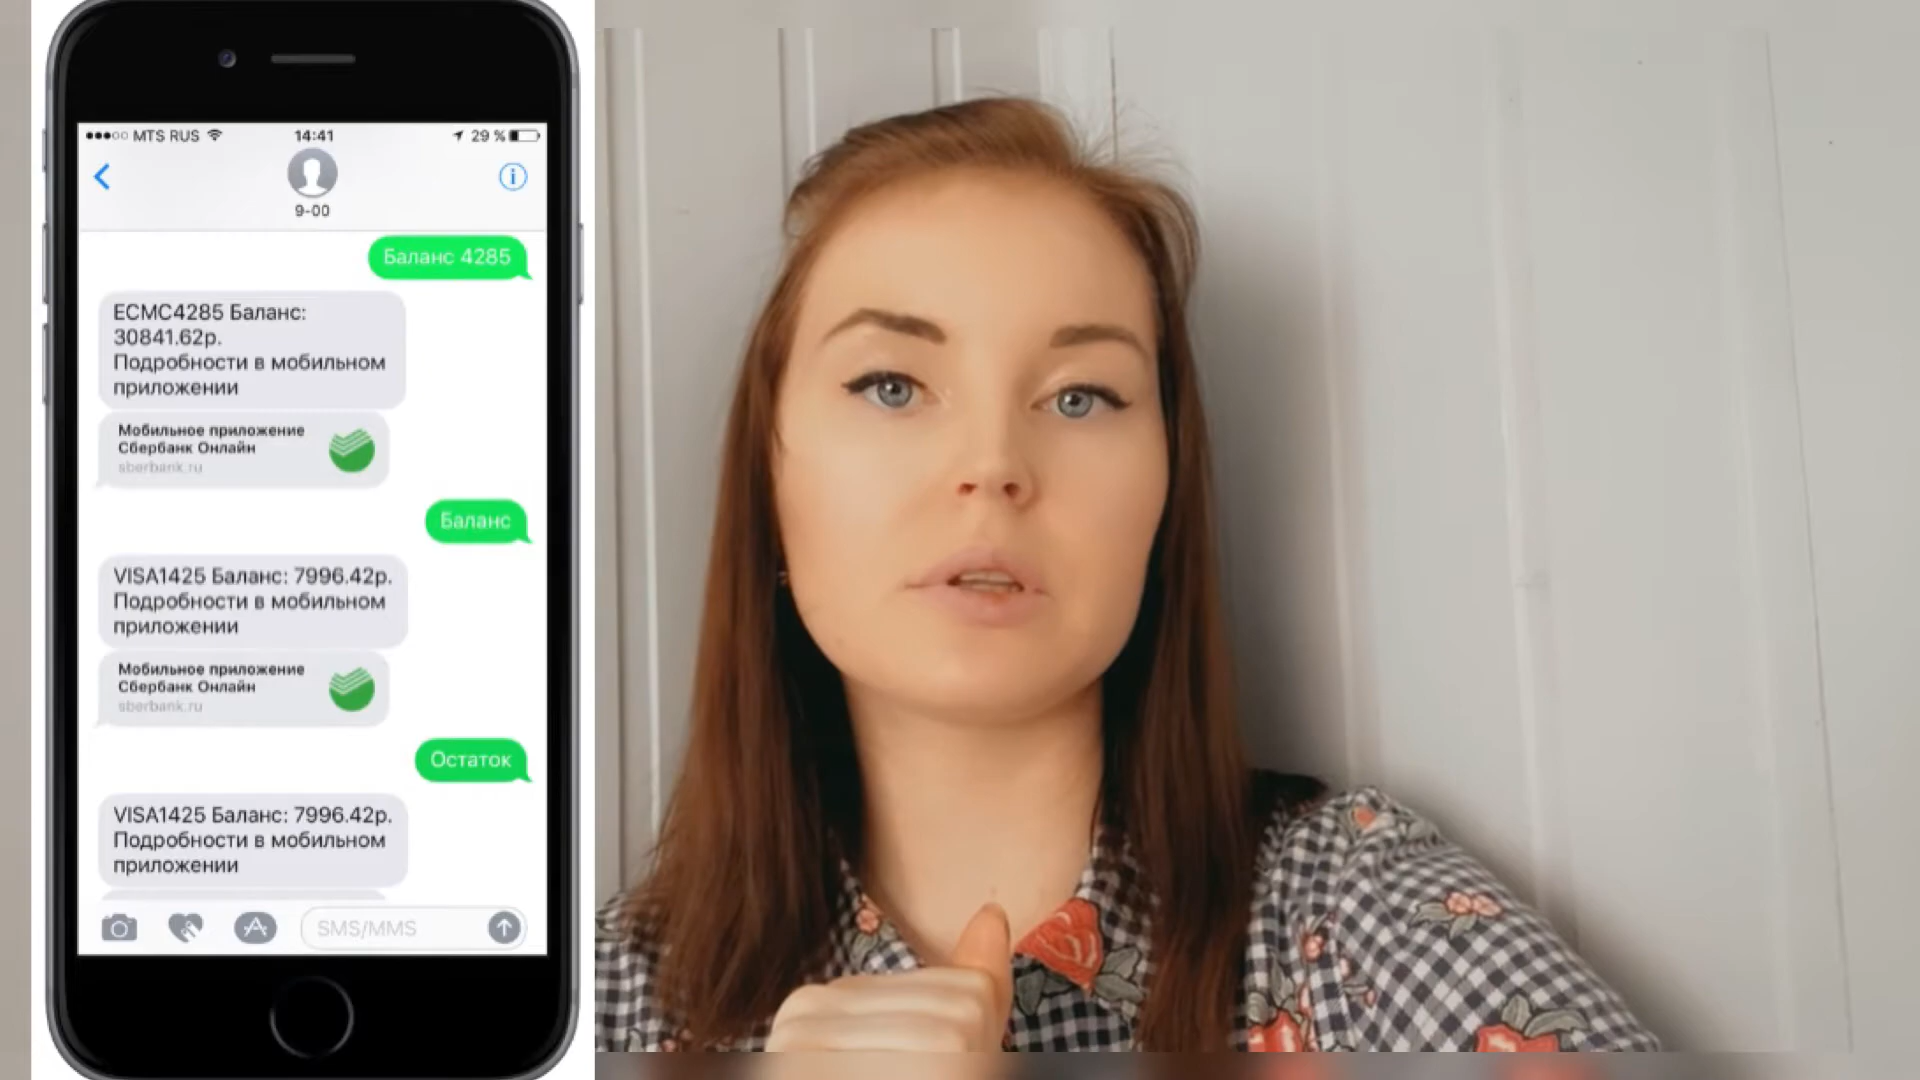 MTS RUS
14:41
29 %
9-00
Баланс 4285
ECMC4285 Баланс:
30841.62р.
Подробности в мобильном
приложении
Мобильное приложение
Сбербанк Онлайн
sberbank.ru
Баланс
VISA1425 Баланс: 7996.42р.
Подробности в мобильном
приложении
Мобильное приложение
Сбербанк Онлайн
sberbank.ru
Остаток
VISA1425 Баланс: 7996.42р.
Подробности в мобильном
приложении
SMS/MMS